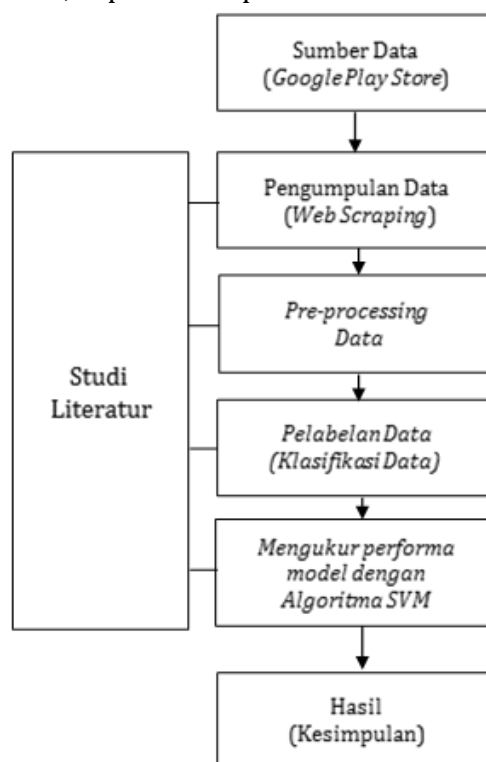 Sumber Data
(Google Play Store)
Pengumpulan Data
(Web Scraping)
Pre-processing
Data
Studi
Literatur
Pelabelan Data
(Klasifikasi Data)
Mengukur performa
model dengan
Algoritma SVM
Hasil
(Kesimpulan)